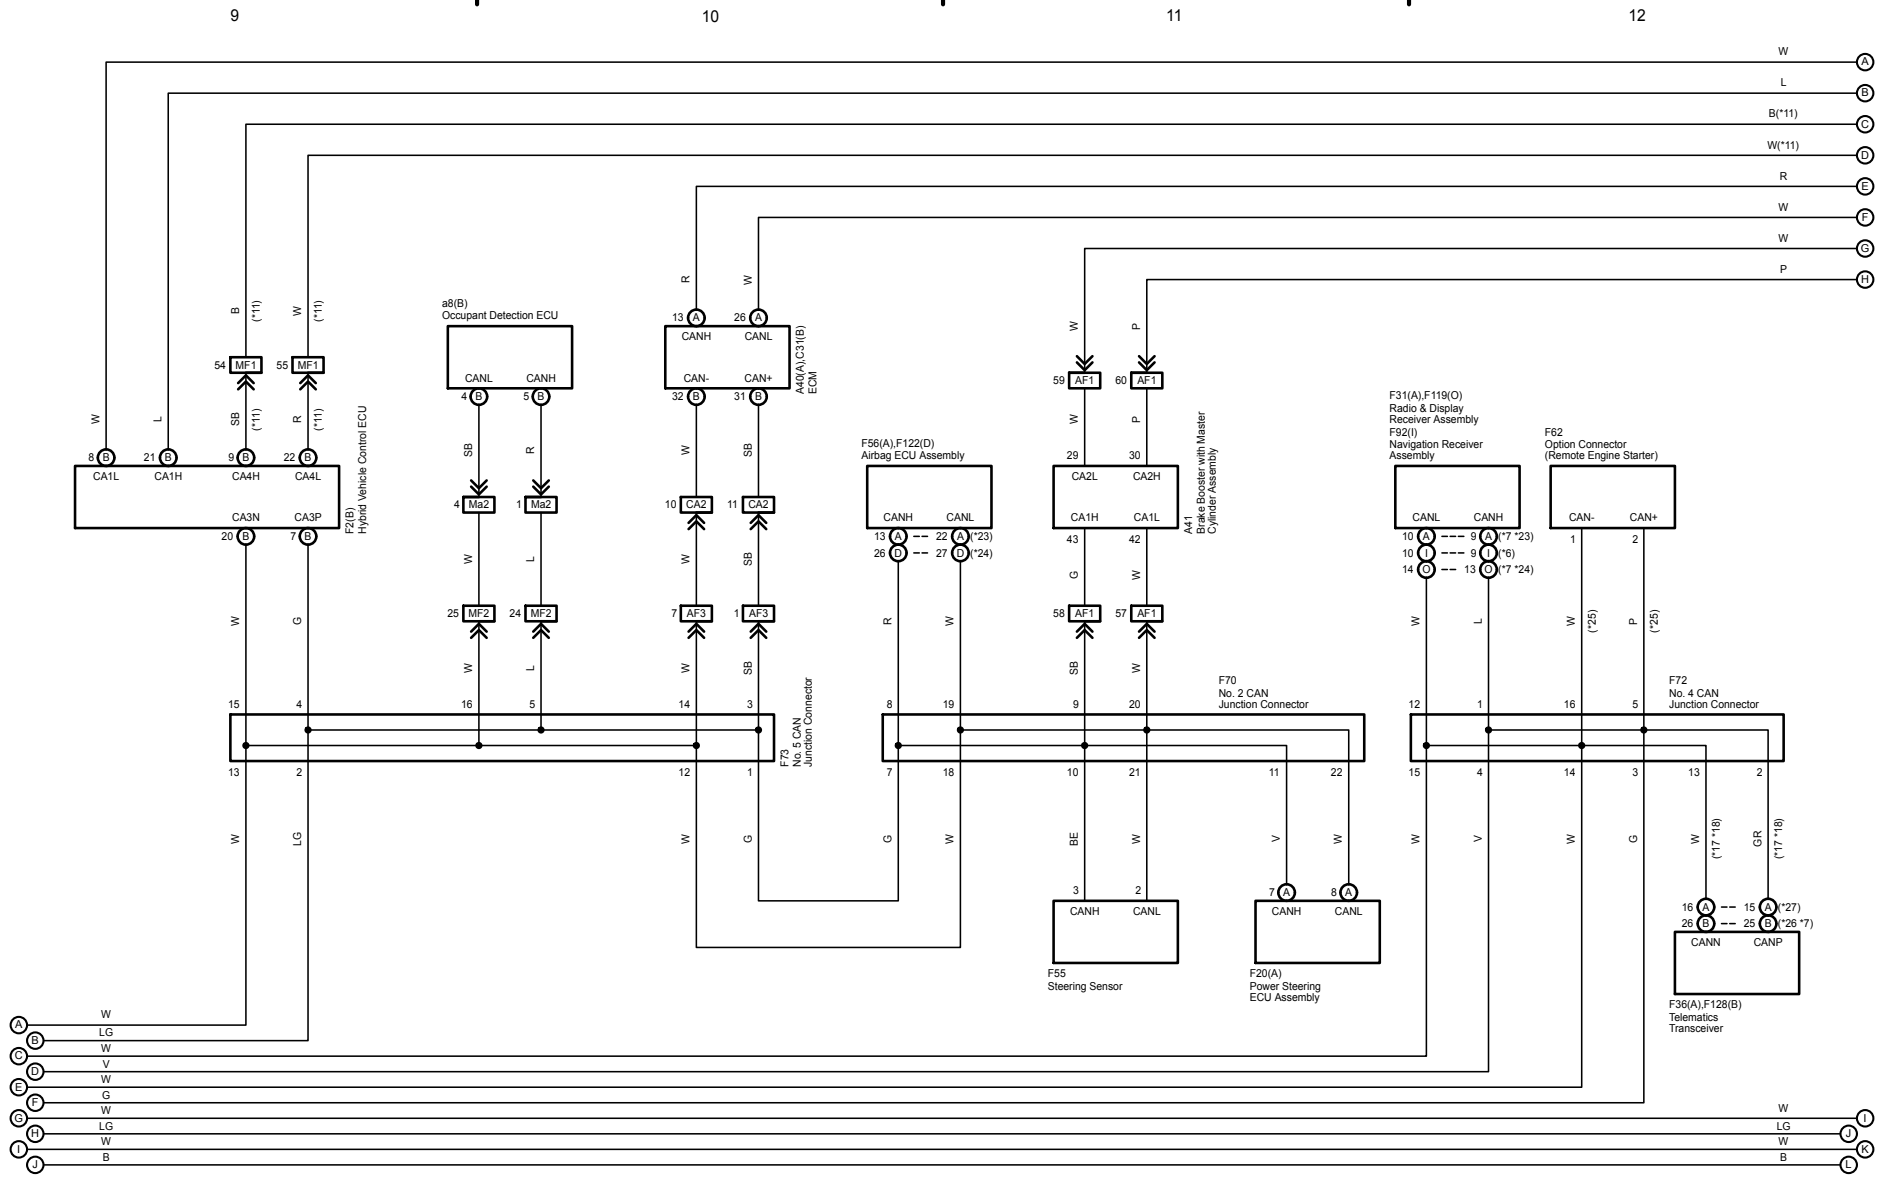 9 10 11 12
W A
L B
B(*11) C
W(*11) D
R E
W F
W G
P H
B (*11) W (*11)
R W
W P
a8(B)
Occupant Detection ECU
13 A 26 A
CANH CANL
CAN- CAN+
32 B 31 B
A40(A),C31(B)
ECM
54 MF1 55 MF1
59 AF1 60 AF1
CANL CANH
4 B 5 B
W L SB (*11) R (*11)
SB R W SB W P
8 B 21 B 9 B 22 B
CA1L CA1H CA4H CA4L
CA3N CA3P
20 B 7 B
F2(B)
Hybrid Vehicle Control ECU
4 Ma2 1 Ma2
10 CA2 11 CA2
F56(A),F122(D)
Airbag ECU Assembly
CANH CANL
13 A 22 A (*23)
26 D 27 D (*24)
29 30
CA2L CA2H
CA1H CA1L
43 42
A41
Brake Booster with Master
Cylinder Assembly
F31(A),F119(O)
Radio & Display
Receiver Assembly
F92(I)
Navigation Receiver
Assembly
CANL CANH
10 A 9 A (*7 *23)
10 I 9 I (*6)
14 O 13 O (*7 *24)
F62
Option Connector
(Remote Engine Starter)
CAN- CAN+
1 2
W L W SB G W
25 MF2 24 MF2
7 AF3 1 AF3
58 AF1 57 AF1
W G R W W L W (*25) P (*25)
W L W SB SB W
15 4 16 5 14 3
F73
No. 5 CAN
Junction Connector
13 2 12 1
8 19 9 20
F70
No. 2 CAN
Junction Connector
7 18 10 21 11 22
12 1 16 5
F72
No. 4 CAN
Junction Connector
15 4 14 3 13 2
W LG W G G W BE W V W W V W G W (*17 *18) GR (*17 *18)
3 2
CANH CANL
F55
Steering Sensor
7 A 8 A
CANH CANL
F20(A)
Power Steering
ECU Assembly
16 A 15 A (*27)
26 B 25 B (*26 *7)
CANN CANP
F36(A),F128(B)
Telematics
Transceiver
A W
B LG
C W
D V
E W
F G
G W W I
H LG LG J
I W W K
J B B L